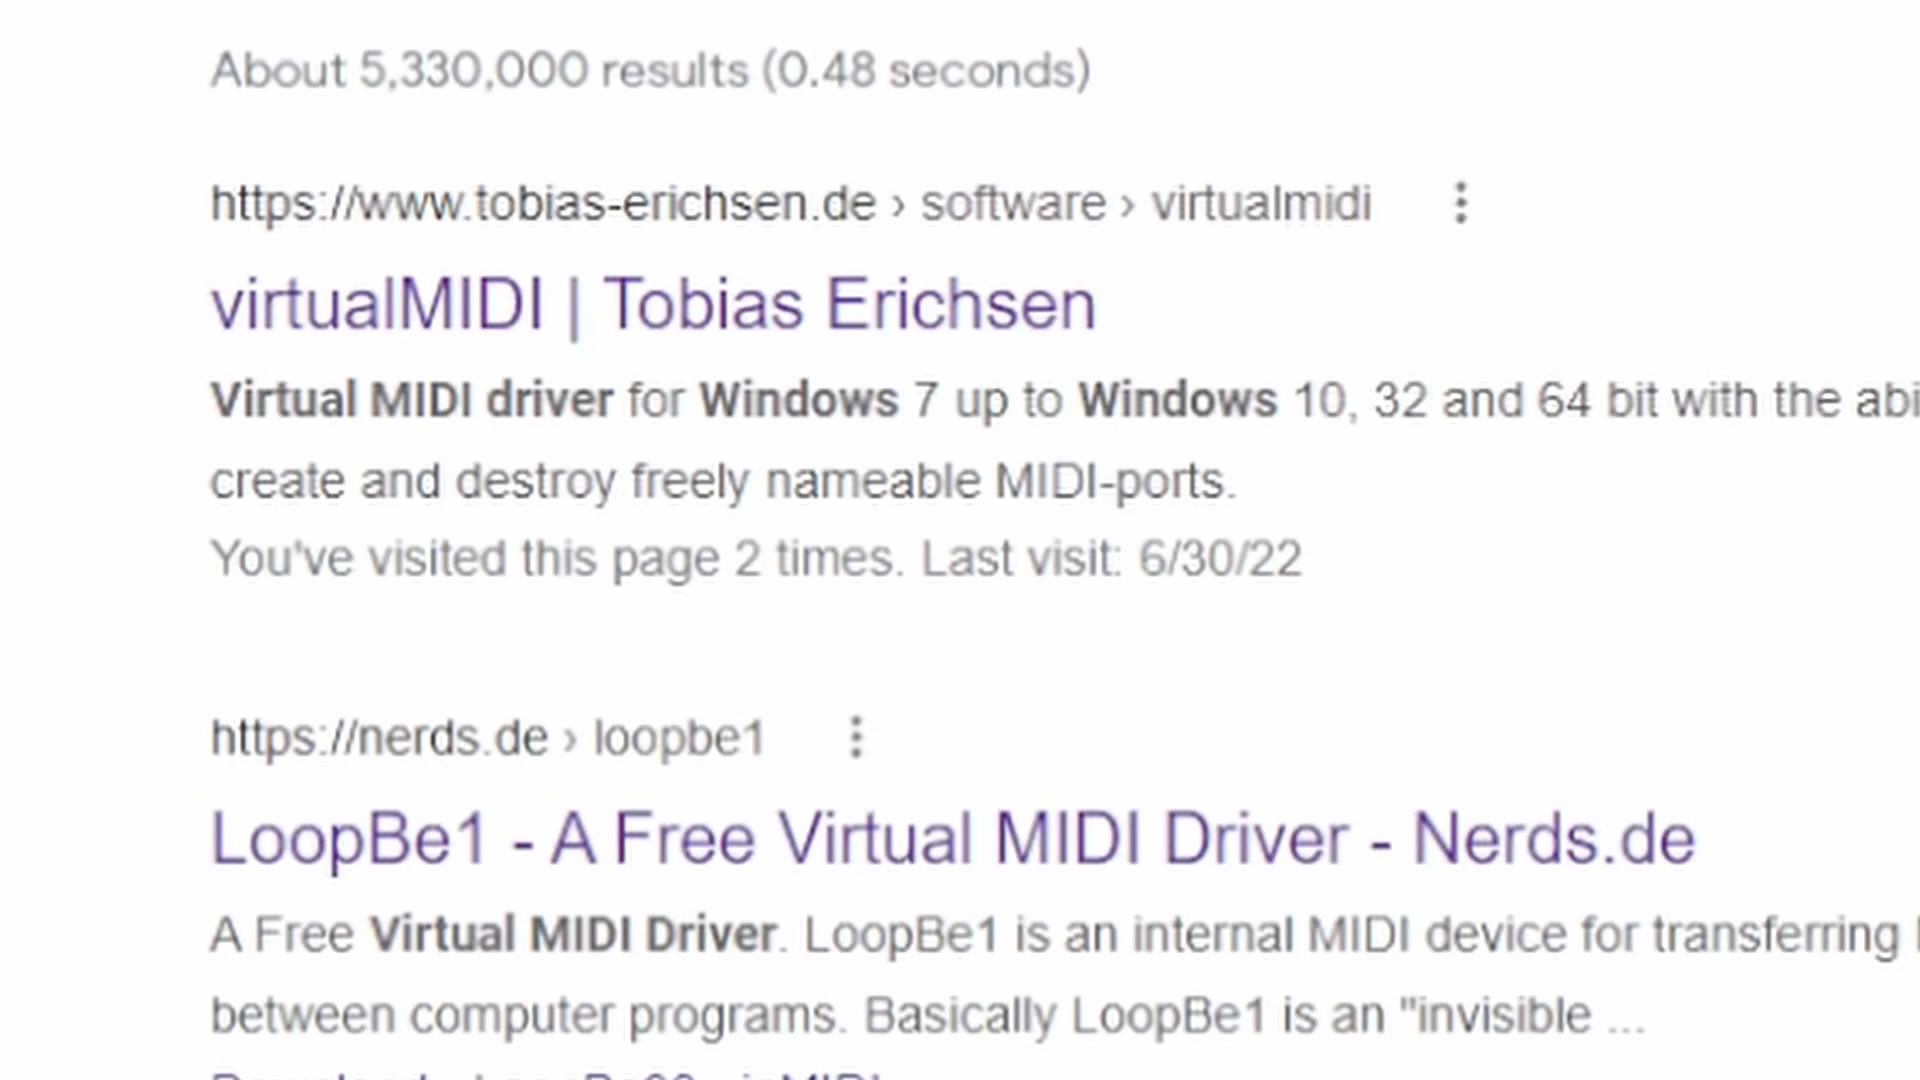 About 5,330,000 results (0.48 seconds)
https://www.tobias-erichsen.de › software › virtualmidi
virtualMIDI | Tobias Erichsen
Virtual MIDI driver for Windows 7 up to Windows 10, 32 and 64 bit with the abi
create and destroy freely nameable MIDI-ports.
You've visited this page 2 times. Last visit: 6/30/22
https://nerds.de › loopbe1
LoopBe1 - A Free Virtual MIDI Driver - Nerds.de
A Free Virtual MIDI Driver. LoopBe1 is an internal MIDI device for transferring
between computer programs. Basically LoopBe1 is an "invisible ...